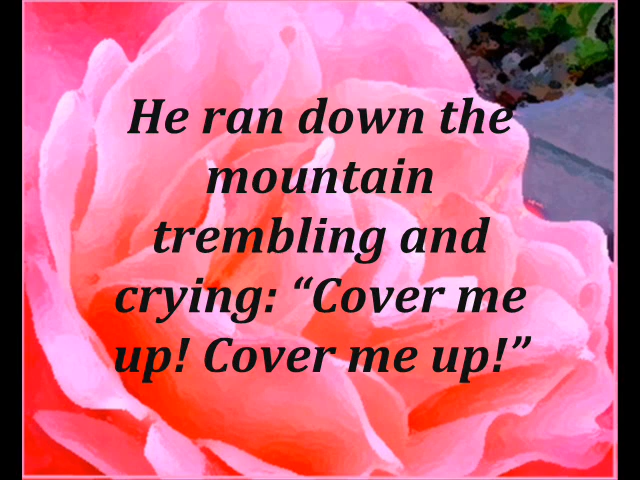 He ran down the
mountain
trembling and
crying: “Cover me
up! Cover me up!”